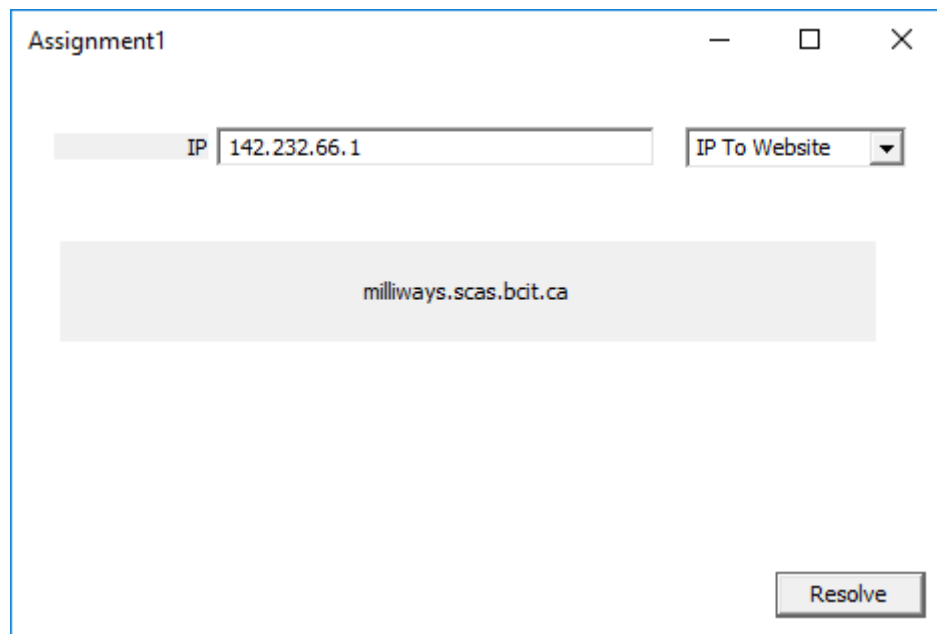 Assignment1
IP 142.232.66.1 IP To Website
milliways.scas.bcit.ca
Resolve